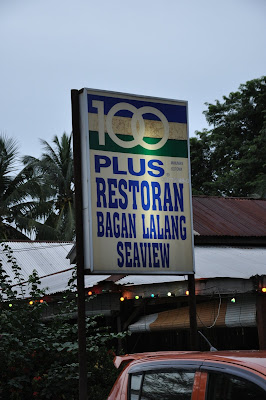 100
PLUS
RESTORAN
BAGAN LALANG
SEAVIEW